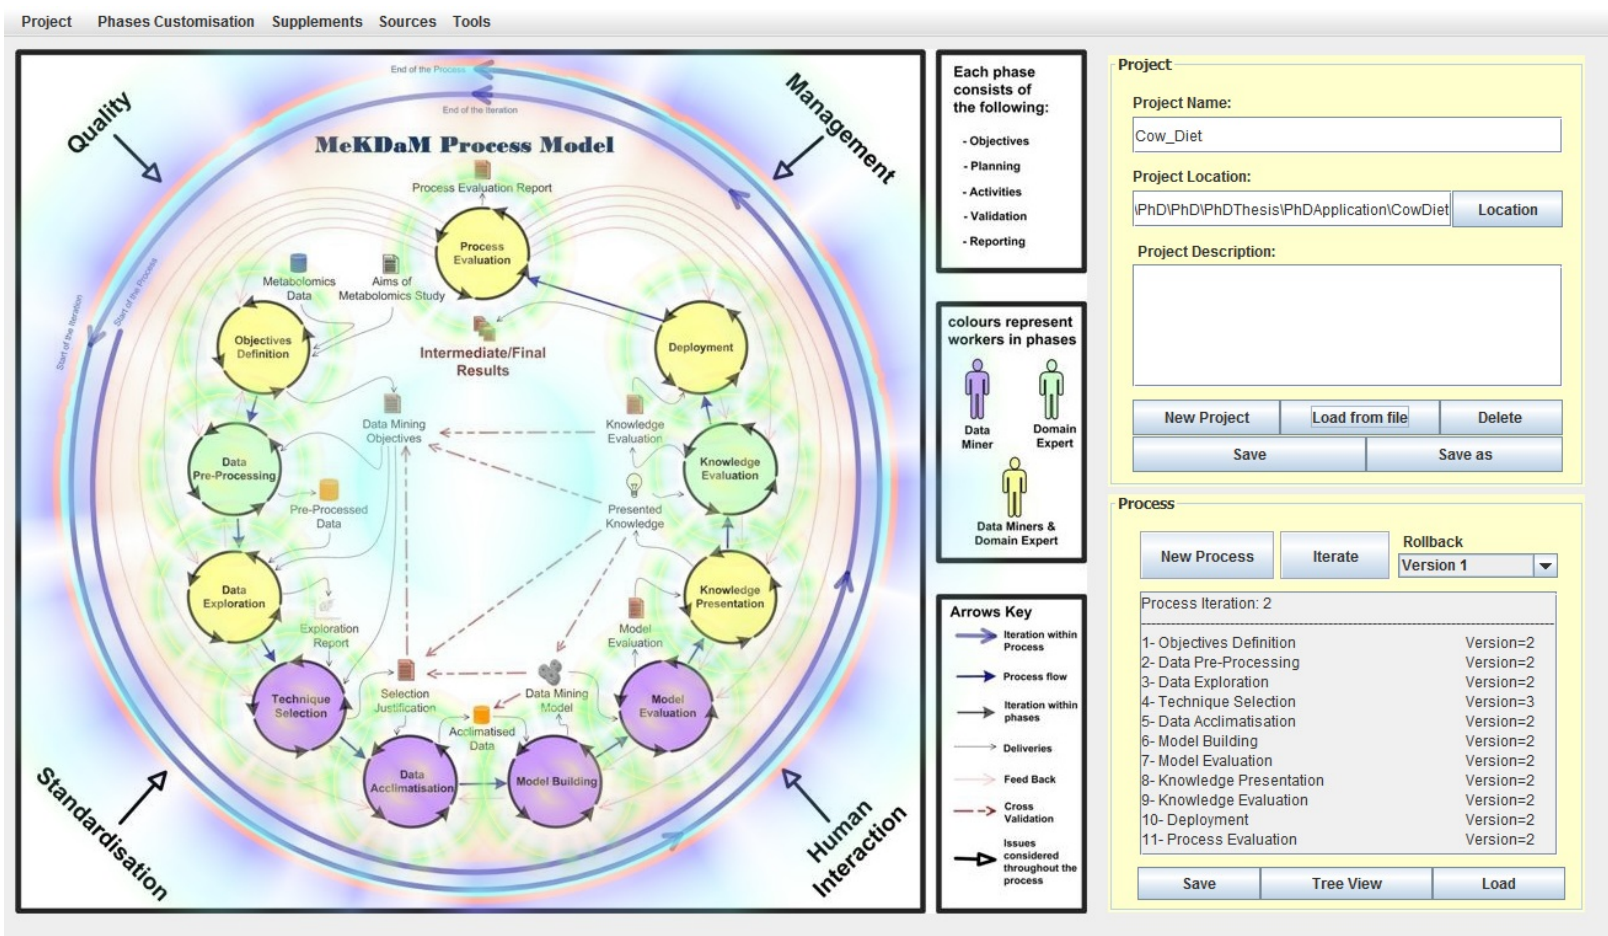 Project Phases Customisation Supplements Sources Tools
End of the Process
End of the Iteration
Quality
Management
MeKDaM Process Model
Process Evaluation Report
Process
Evaluation
Metabolomics
Data
Aims of
Metabolomics Study
Start of the Process
Start of the Iteration
Objectives
Definition
Intermediate/Final
Results
Deployment
Data Mining
Objectives
Knowledge
Evaluation
Data
Pre-Processing
Knowledge
Evaluation
Pre-Processed
Data
Presented
Knowledge
Data
Exploration
Exploration
Report
Model
Evaluation
Knowledge
Presentation
Technique
Selection
Selection
Justification
Data Mining
Model
Model
Evaluation
Acclimatised
Data
Data
Acclimatisation
Model Building
Standardisation
Human
Interaction
Each phase
consists of
the following:
- Objectives
- Planning
- Activities
- Validation
- Reporting
colours represent
workers in phases
Data
Miner
Domain
Expert
Data Miners &
Domain Expert
Arrows Key
Iteration within
Process
Process flow
Iteration within
phases
Deliveries
Feed Back
Cross
Validation
Issues
considered
throughout the
process
Project
Project Name:
Cow_Diet
Project Location:
\PhD\PhD\PhDThesis\PhDApplication\CowDiet Location
Project Description:
New Project Load from file Delete
Save Save as
Process
New Process Iterate Rollback
Version 1
Process Iteration: 2
1- Objectives Definition Version=2
2- Data Pre-Processing Version=2
3- Data Exploration Version=2
4- Technique Selection Version=3
5- Data Acclimatisation Version=2
6- Model Building Version=2
7- Model Evaluation Version=2
8- Knowledge Presentation Version=2
9- Knowledge Evaluation Version=2
10- Deployment Version=2
11- Process Evaluation Version=2
Save Tree View Load